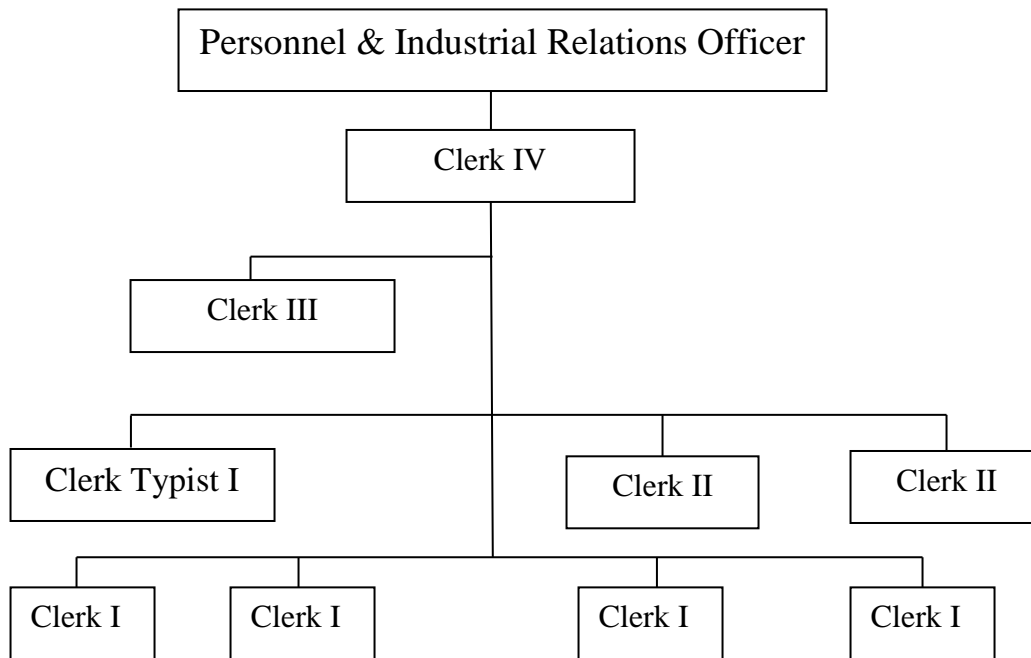 Personnel & Industrial Relations Officer
Clerk IV
Clerk III
Clerk Typist I
Clerk II
Clerk II
Clerk I
Clerk I
Clerk I
Clerk I